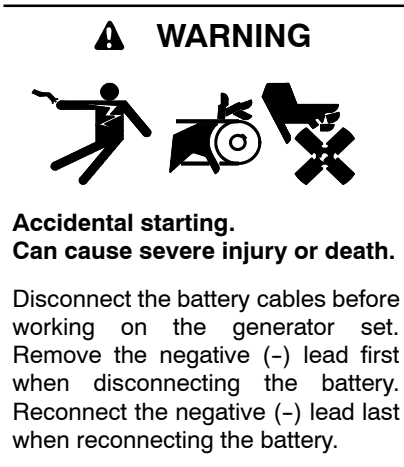 WARNING
Accidental starting.
Can cause severe injury or death.
Disconnect the battery cables before
working on the generator set.
Remove the negative (–) lead first
when disconnecting the battery.
Reconnect the negative (–) lead last
when reconnecting the battery.